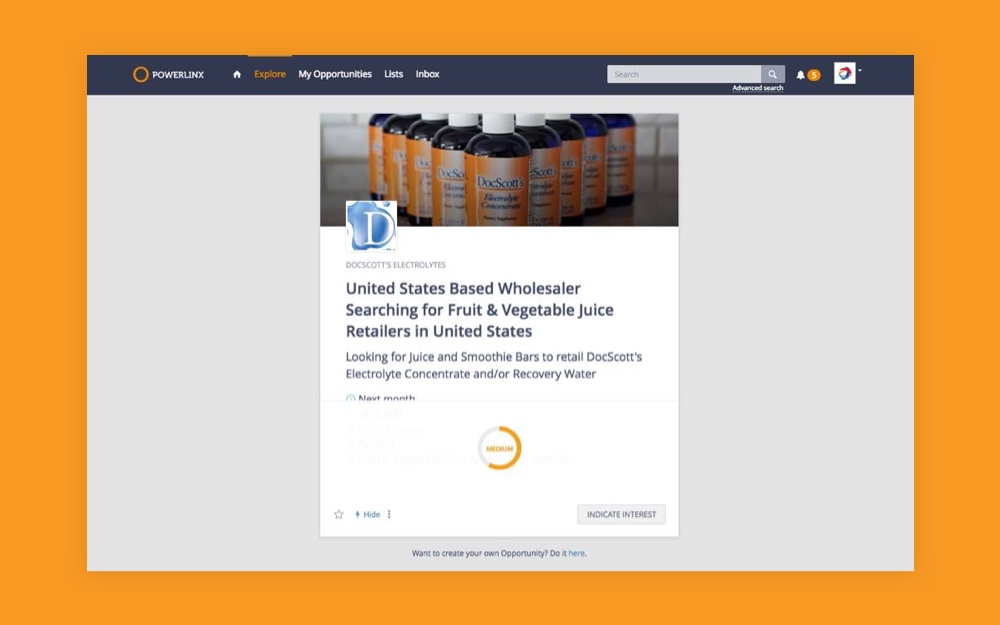 POWERLINX
Explore
My Opportunities
Lists
Inbox
Search
5
Advanced search
DocScott's
Electrolyte
Concentrate
D
DOCSCOTT'S ELECTROLYTES
United States Based Wholesaler
Searching for Fruit & Vegetable Juice
Retailers in United States
Looking for Juice and Smoothie Bars to retail DocScott's
Electrolyte Concentrate and/or Recovery Water
Next month
MEDIUM
Hide
INDICATE INTEREST
Want to create your own Opportunity? Do it here.